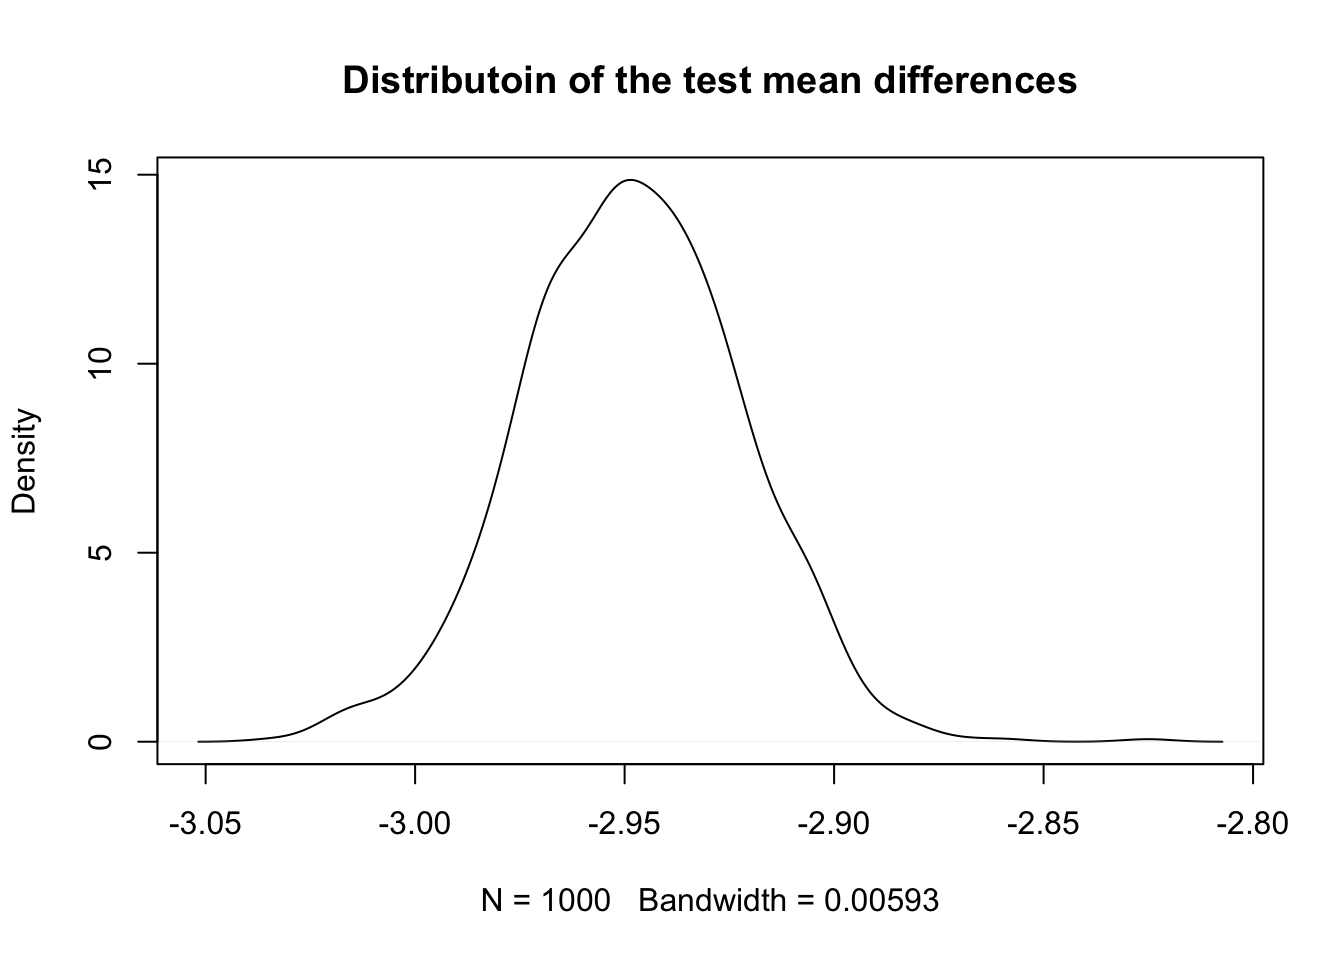 Distributoin of the test mean differences
15
10
5
0
Density
-3.05 -3.00 -2.95 -2.90 -2.85 -2.80
N = 1000 Bandwidth = 0.00593